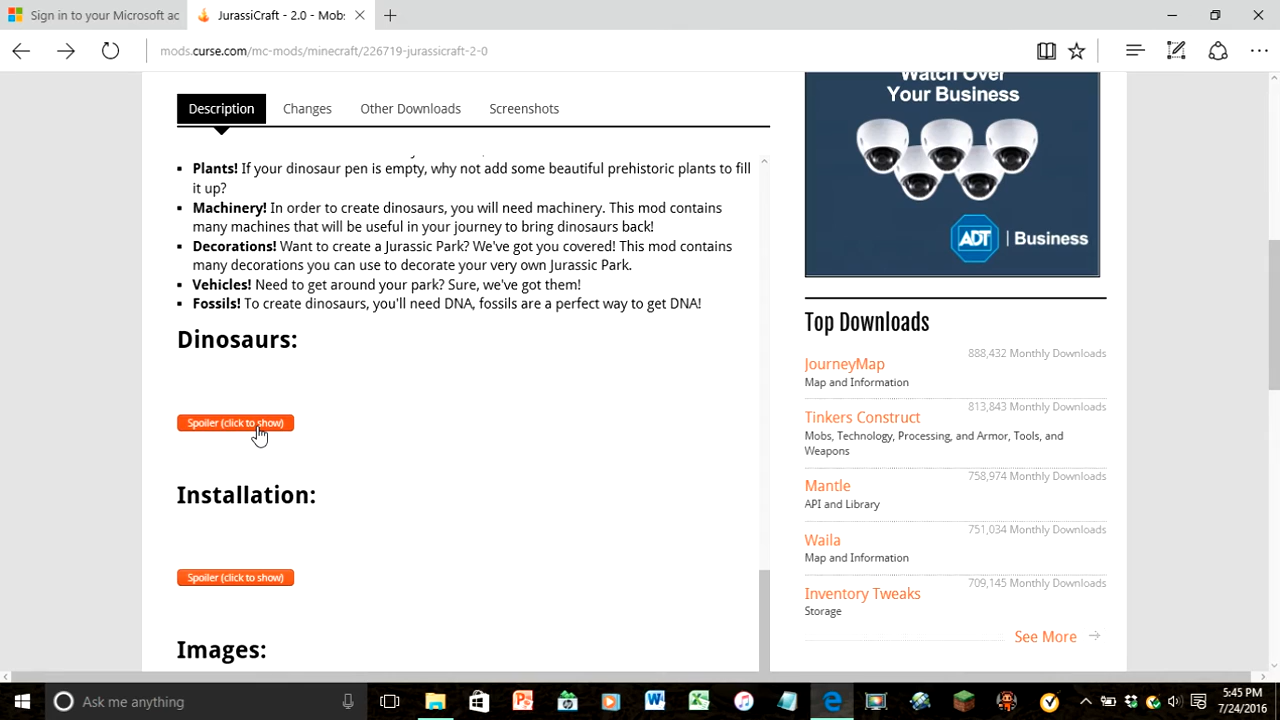 Sign in to your Microsoft ac
JurassiCraft - 2.0 - Mob:
mods.curse.com/mc-mods/minecraft/226719-jurassicraft-2-0
Description
Changes
Other Downloads
Screenshots
Plants! If your dinosaur pen is empty, why not add some beautiful prehistoric plants to fill
it up?
Machinery! In order to create dinosaurs, you will need machinery. This mod contains
many machines that will be useful in your journey to bring dinosaurs back!
Decorations! Want to create a Jurassic Park? We've got you covered! This mod contains
many decorations you can use to decorate your very own Jurassic Park.
Vehicles! Need to get around your park? Sure, we've got them!
Fossils! To create dinosaurs, you'll need DNA, fossils are a perfect way to get DNA!
Dinosaurs:
Spoiler (click to show)
Installation:
Spoiler (click to show)
Images:
Watch Over
Your Business
ADT Business
Top Downloads
888,432 Monthly Downloads
JourneyMap
Map and Information
813,843 Monthly Downloads
Tinkers Construct
Mobs, Technology, Processing, and Armor, Tools, and
Weapons
758,974 Monthly Downloads
Mantle
API and Library
751,034 Monthly Downloads
Waila
Map and Information
709,145 Monthly Downloads
Inventory Tweaks
Storage
See More
Ask me anything
5:45 PM
7/24/2016